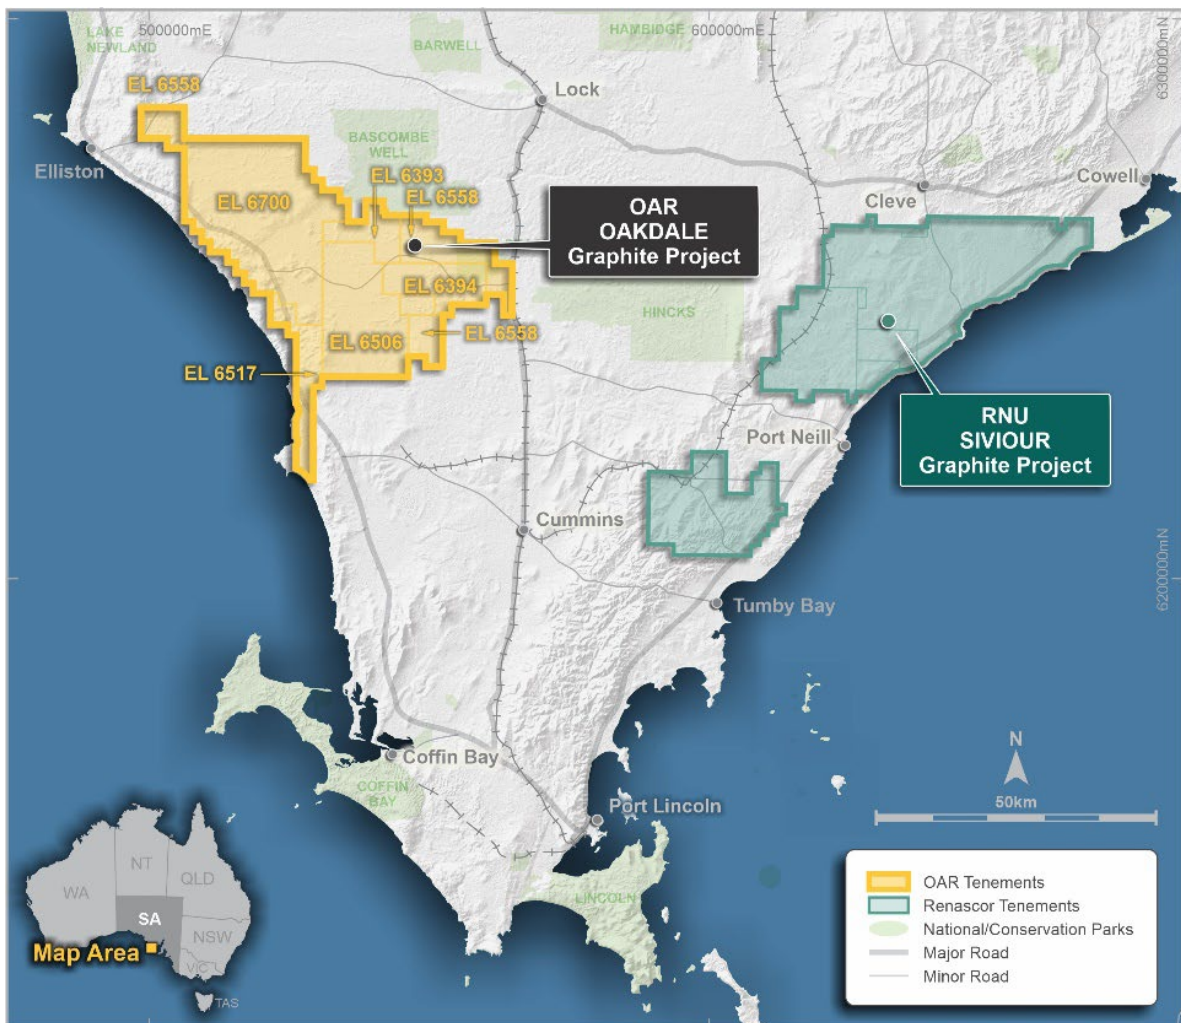 LAKE
NEWLAND
500000mE
BARWELL
HAMBIDGE
600000mE
6300000mN
EL 6558
Lock
BASCOMBE
WELL
Elliston
EL 6393
EL 6558
Cowell
Cleve
EL 6700
OAR
OAKDALE
Graphite Project
EL 6394
HINCKS
EL 6506
EL 6558
EL 6517
RNU
SIVIOUR
Graphite Project
Port Neill
Cummins
6200000mN
Tumby Bay
Coffin Bay
COFFIN
BAY
Port Lincoln
LINCOLN
N
50km
NT
WA
QLD
SA
NSW
VIC
TAS
Map Area
OAR Tenements
Renascor Tenements
National/Conservation Parks
Major Road
Minor Road